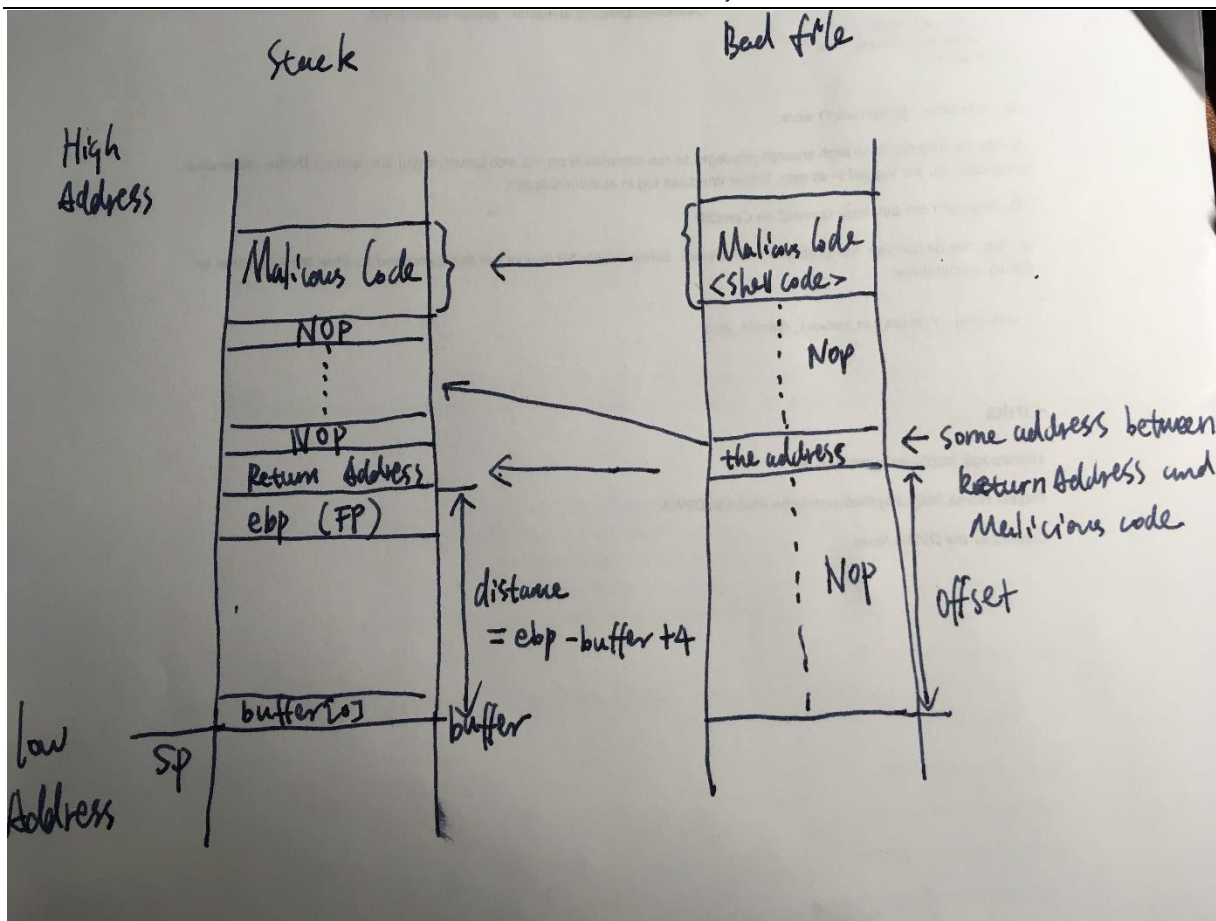 Stack
Bad file
High
Address
Malicious Code
Malicious Code
<Shell code>
NOP
NOP
NOP
the address
← Some address between
Return Address and
Malicious code
Return Address
ebp (FP)
distance
= ebp - buffer + 4
NOP
offset
buffer[0]
buffer
low
Address
SP